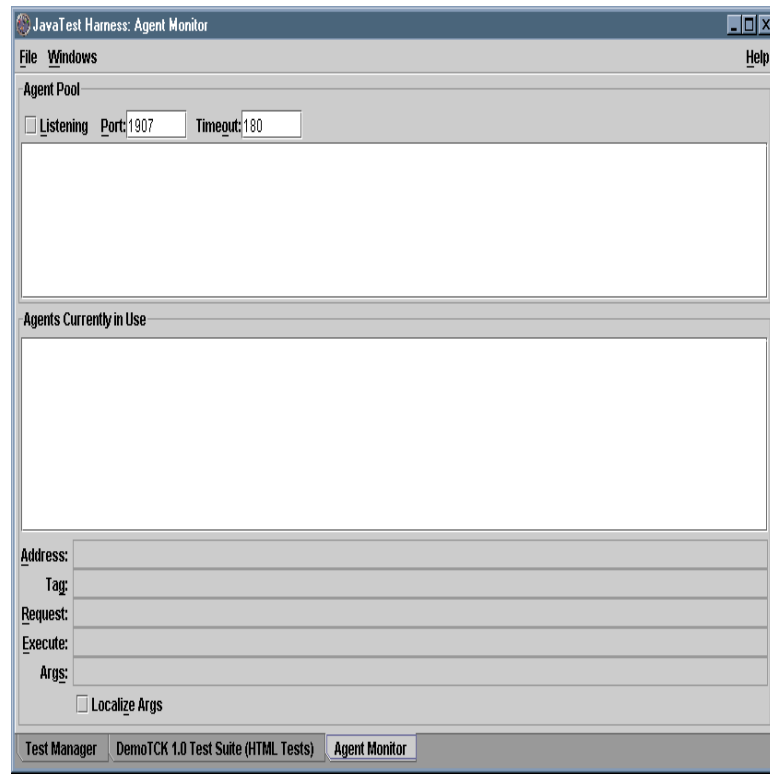 JavaTest Harness: Agent Monitor
File Windows Help
Agent Pool
Listening Port: 1907 Timeout: 180
Agents Currently in Use
Address:
Tag:
Request:
Execute:
Args:
Localize Args
Test Manager DemoTCK 1.0 Test Suite (HTML Tests) Agent Monitor